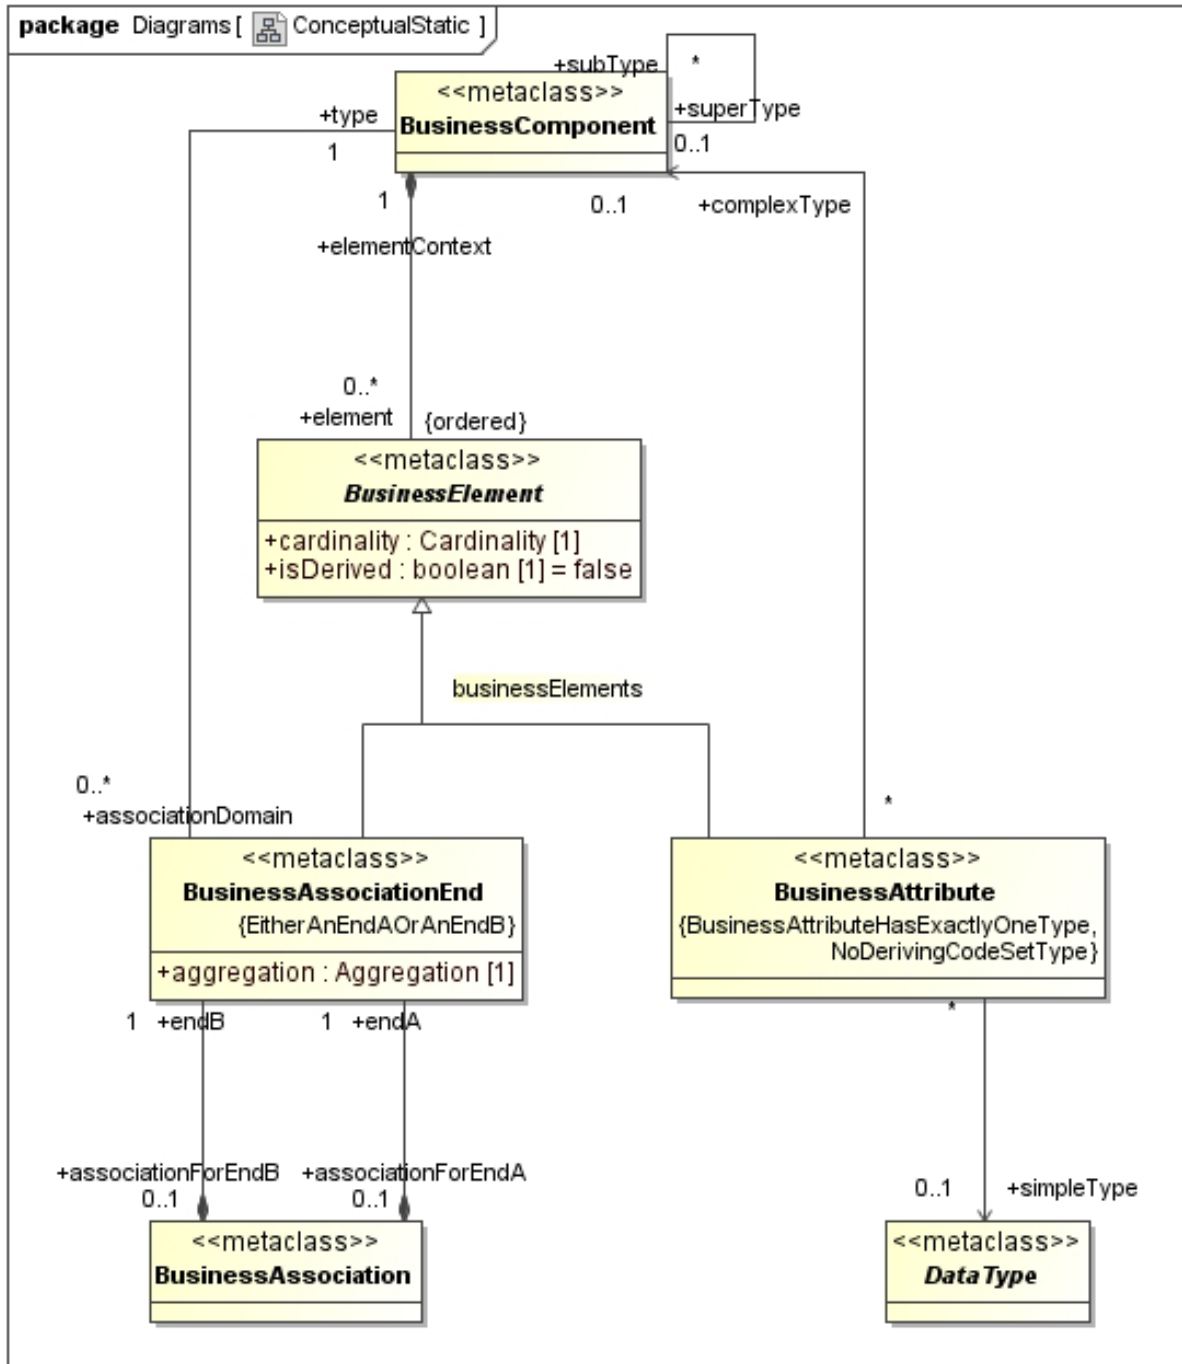 package Diagrams [ ConceptualStatic ]
+subType
*
<<metaclass>>
BusinessComponent
+superType
0..1
+type
1
1
0..1
+complexType
+elementContext
0..*
+element
{ordered}
<<metaclass>>
BusinessElement
+cardinality : Cardinality [1]
+isDerived : boolean [1] = false
businessElements
0..*
+associationDomain
*
<<metaclass>>
BusinessAssociationEnd
{EitherAnEndAOrAnEndB}
+aggregation : Aggregation [1]
<<metaclass>>
BusinessAttribute
{BusinessAttributeHasExactlyOneType,
NoDerivingCodeSetType}
1 +endB
1 +endA
*
+associationForEndB
0..1
+associationForEndA
0..1
0..1
+simpleType
<<metaclass>>
BusinessAssociation
<<metaclass>>
DataType